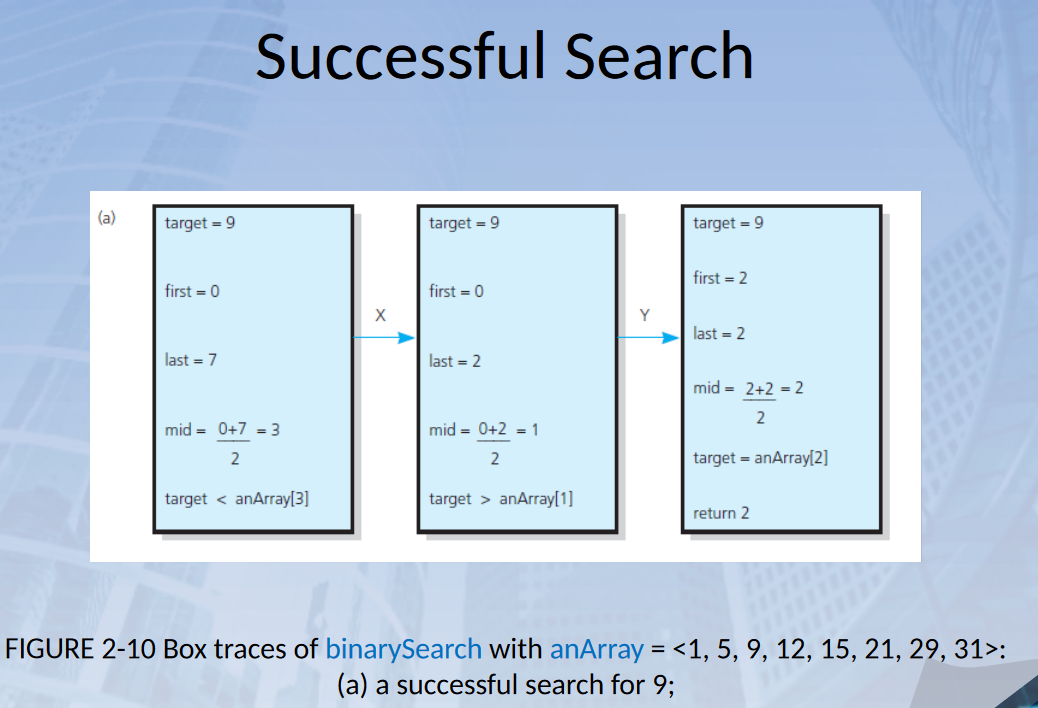 Successful Search
(a)
target = 9
first = 0
last = 7
mid = 0+7 = 3
2
target < anArray[3]
X
target = 9
first = 0
last = 2
mid = 0+2 = 1
2
target > anArray[1]
Y
target = 9
first = 2
last = 2
mid = 2+2 = 2
2
target = anArray[2]
return 2
FIGURE 2-10 Box traces of binarySearch with anArray = <1, 5, 9, 12, 15, 21, 29, 31>:
(a) a successful search for 9;